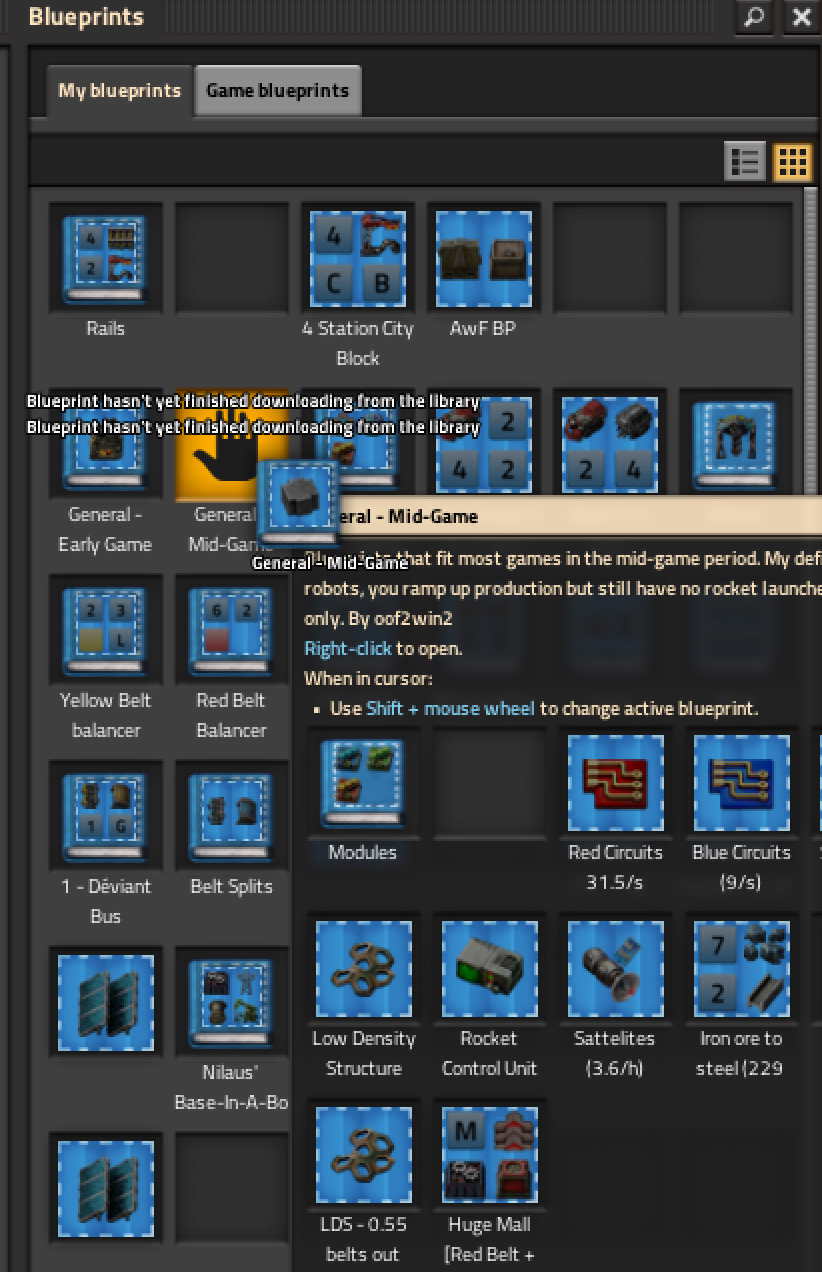 Blueprints
My blueprints
Game blueprints
4
2
4
C B
Rails
4 Station City
Block
AwF BP
Blueprint hasn't yet finished downloading from the library
Blueprint hasn't yet finished downloading from the library
2
4 2
2 4
General -
Early Game
General
Mid-Game
General - Mid-Game
eral - Mid-Game
that fit most games in the mid-game period. My defi
robots, you ramp up production but still have no rocket launche
only. By oof2win2
Right-click to open.
When in cursor:
▪ Use Shift + mouse wheel to change active blueprint.
2 3
L
6 2
Yellow Belt
balancer
Red Belt
Balancer
Modules
Red Circuits
31.5/s
Blue Circuits
(9/s)
1 G
1 - Dëviant
Bus
Belt Splits
7
2
Low Density
Structure
Rocket
Control Unit
Sattelites
(3.6/h)
Iron ore to
steel (229
Nilaus'
Base-In-A-Bo
M
LDS - 0.55
belts out
Huge Mall
[Red Belt +